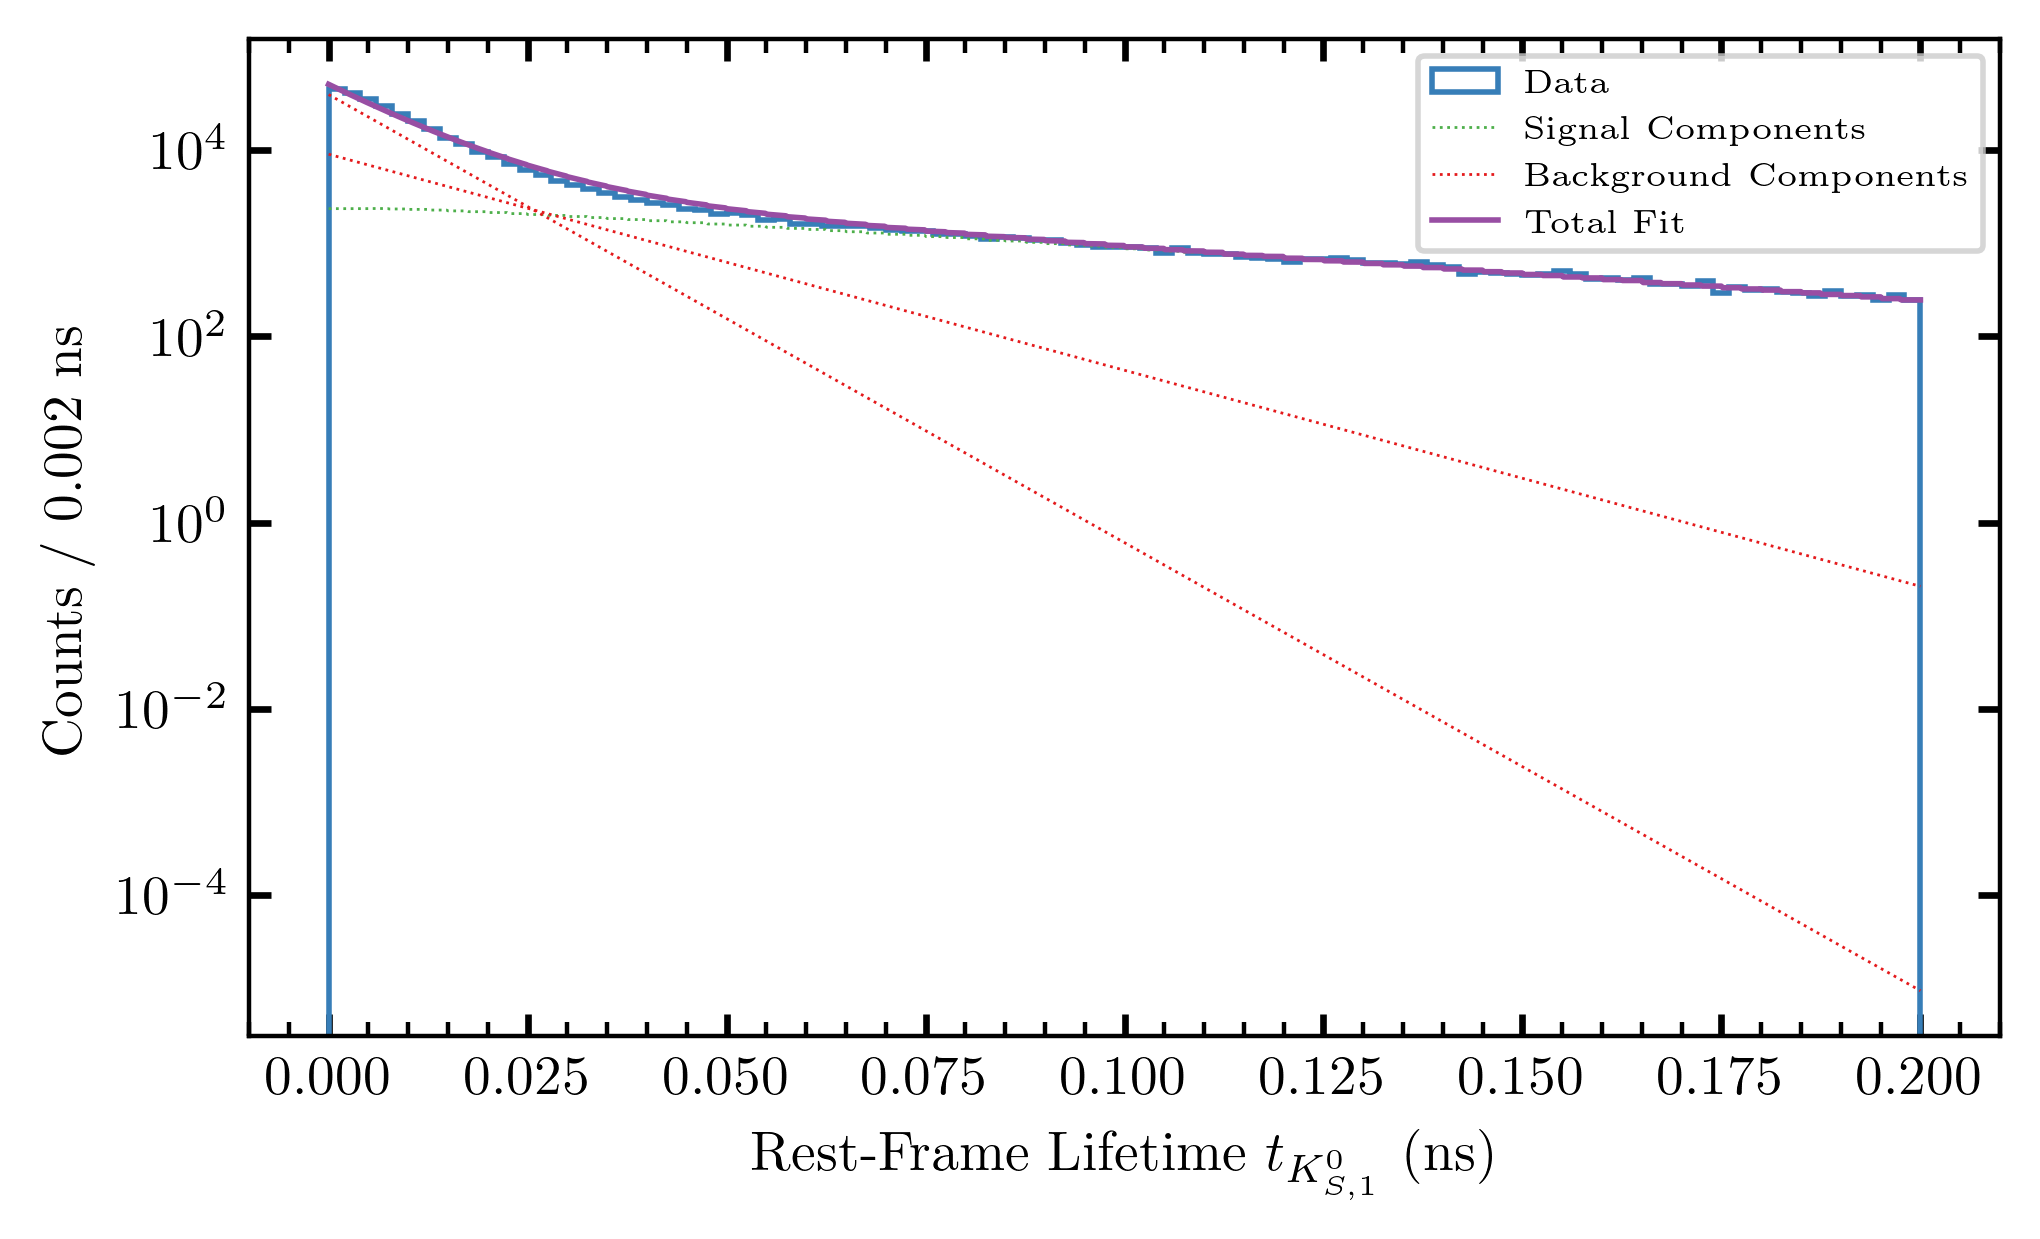 Data
Signal Components
Background Components
Total Fit
10^4
10^2
10^0
10^−2
10^−4
Counts / 0.002 ns
0.000 0.025 0.050 0.075 0.100 0.125 0.150 0.175 0.200
Rest-Frame Lifetime t_{K^0_{S,1}} (ns)